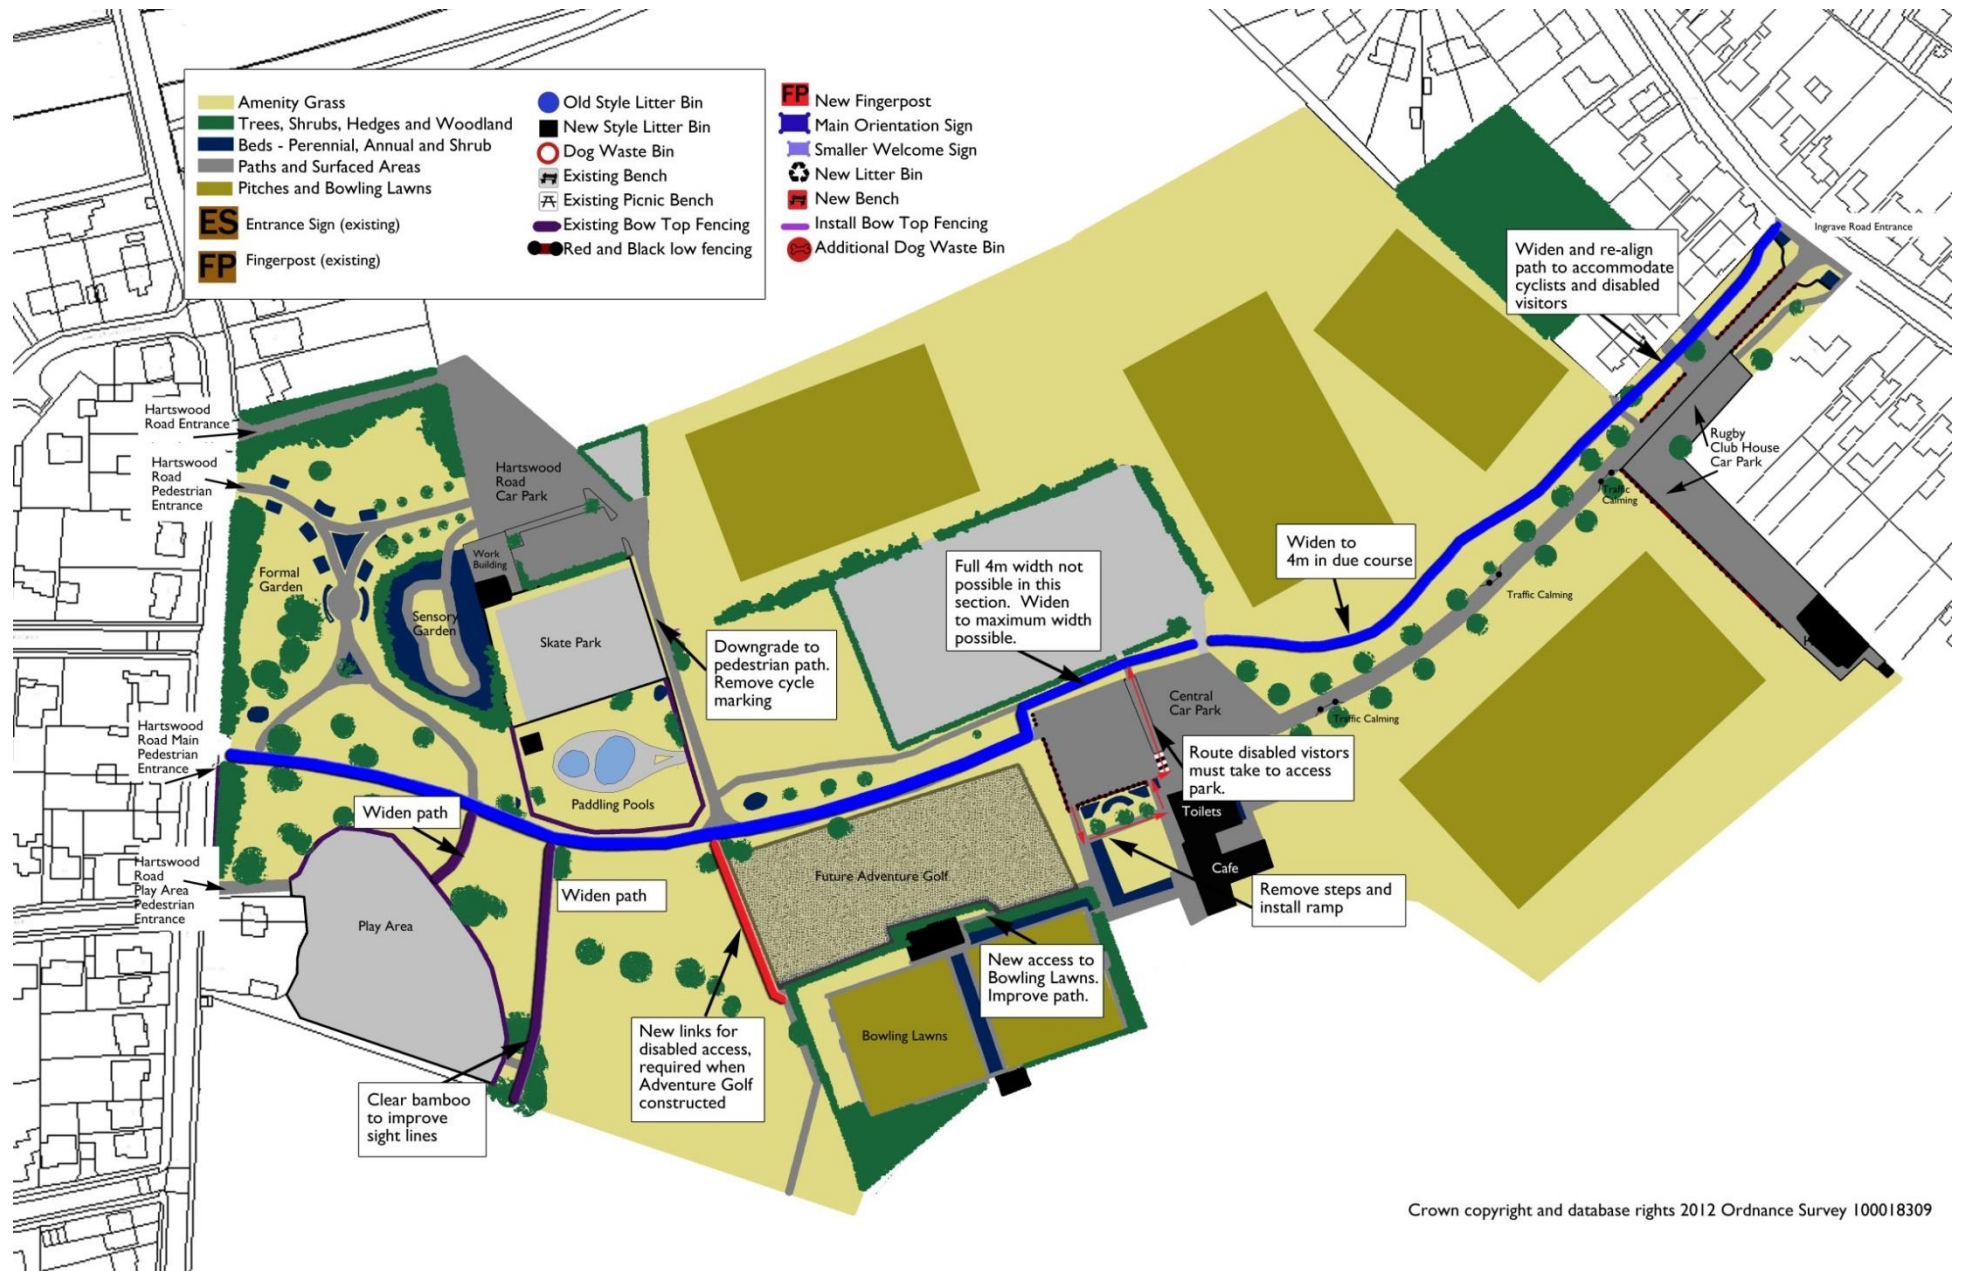 Amenity Grass
Trees, Shrubs, Hedges and Woodland
Beds - Perennial, Annual and Shrub
Paths and Surfaced Areas
Pitches and Bowling Lawns
ES Entrance Sign (existing)
FP Fingerpost (existing)
Old Style Litter Bin
New Style Litter Bin
Dog Waste Bin
Existing Bench
Existing Picnic Bench
Existing Bow Top Fencing
Red and Black low fencing
FP New Fingerpost
Main Orientation Sign
Smaller Welcome Sign
New Litter Bin
New Bench
Install Bow Top Fencing
Additional Dog Waste Bin
Ingrave Road Entrance
Widen and re-align
path to accommodate
cyclists and disabled
visitors
Hartswood
Road Entrance
Hartswood
Road
Pedestrian
Entrance
Hartswood
Road
Car Park
Rugby
Club House
Car Park
Traffic
Calming
Work
Building
Formal
Garden
Sensory
Garden
Skate Park
Full 4m width not
possible in this
section. Widen
to maximum width
possible.
Widen to
4m in due course
Traffic Calming
Downgrade to
pedestrian path.
Remove cycle
marking
Central
Car Park
Traffic Calming
Hartswood
Road Main
Pedestrian
Entrance
Route disabled vistors
must take to access
park.
Paddling Pools
Widen path
Toilets
Hartswood
Road
Play Area
Pedestrian
Entrance
Future Adventure Golf
Cafe
Widen path
Remove steps and
install ramp
Play Area
New access to
Bowling Lawns.
Improve path.
Bowling Lawns
New links for
disabled access,
required when
Adventure Golf
constructed
Clear bamboo
to improve
sight lines
Crown copyright and database rights 2012 Ordnance Survey 100018309